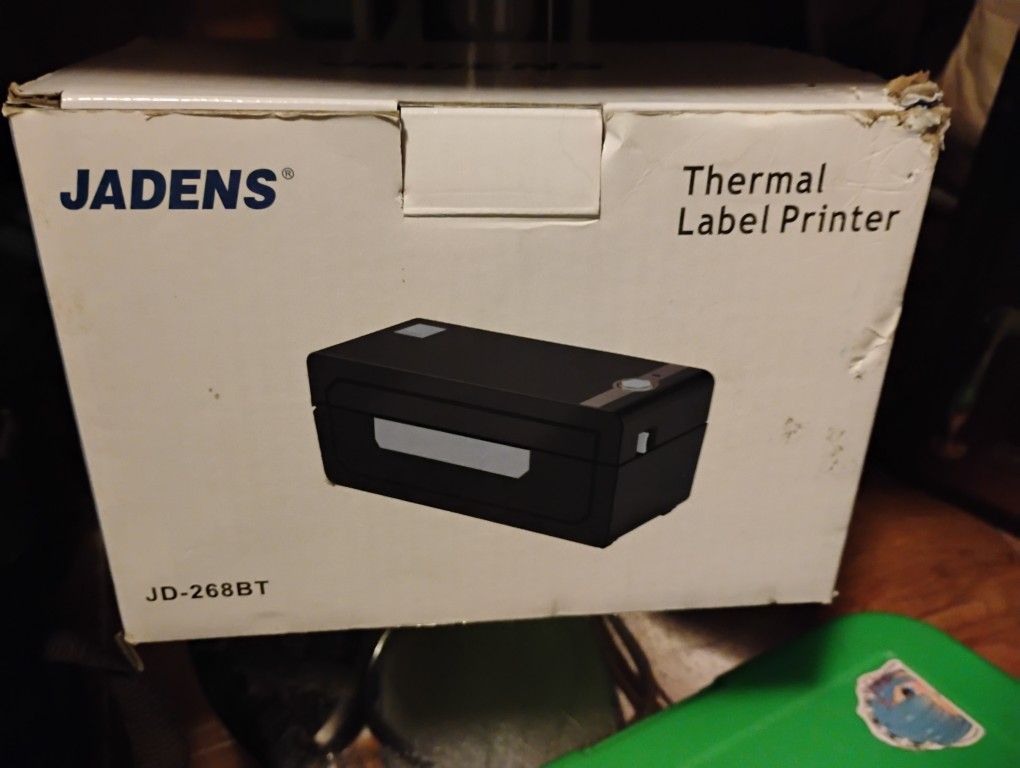 JADENS®
Thermal
Label Printer
JD-268BT